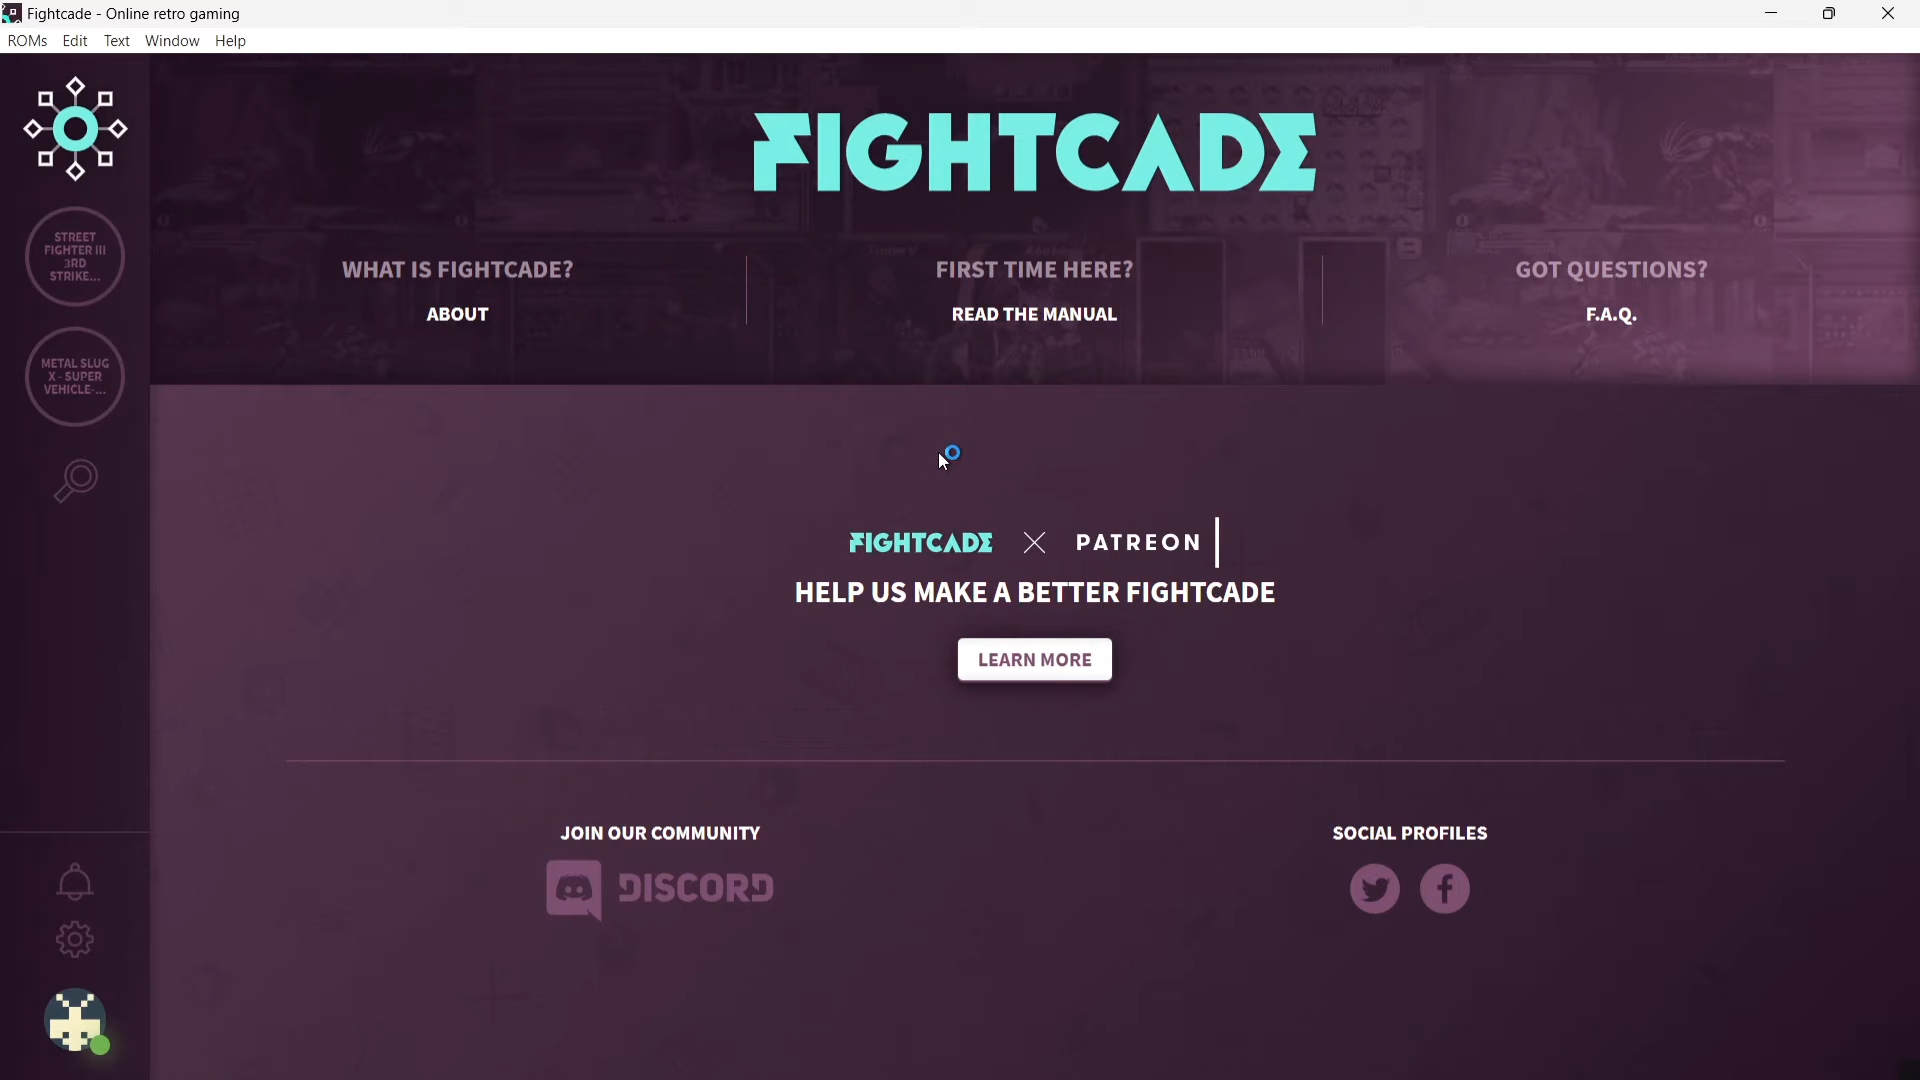 Fightcade - Online retro gaming
ROMs Edit Text Window Help
FIGHTCADE
STREET
FIGHTER III
3RD
STRIKE...
METAL SLUG
X - SUPER
VEHICLE-...
WHAT IS FIGHTCADE?
ABOUT
FIRST TIME HERE?
READ THE MANUAL
GOT QUESTIONS?
F.A.Q.
FIGHTCADE X PATREON
HELP US MAKE A BETTER FIGHTCADE
LEARN MORE
JOIN OUR COMMUNITY
DISCORD
SOCIAL PROFILES